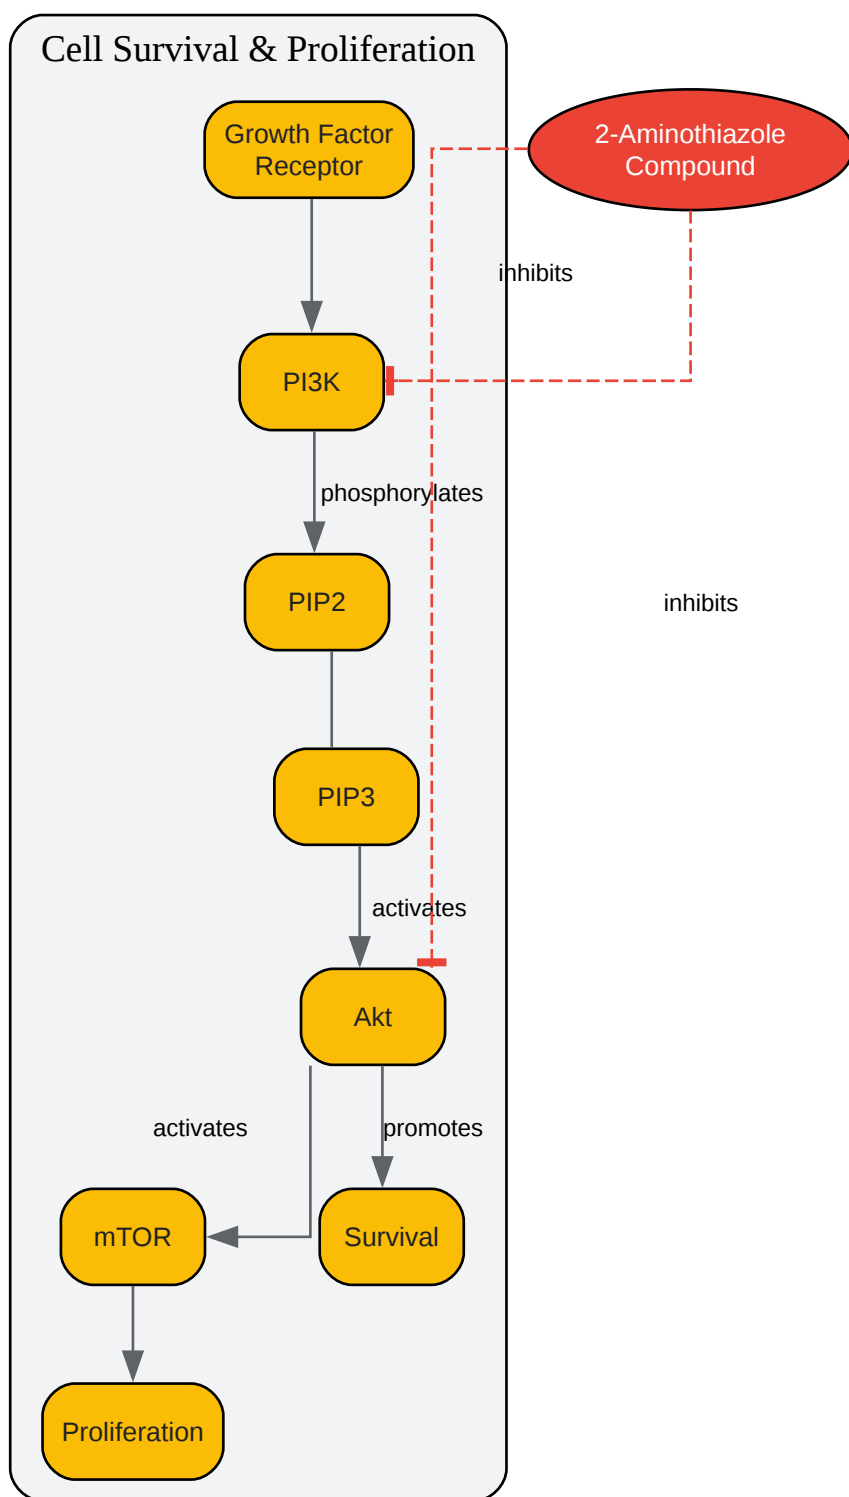 Cell Survival & Proliferation
Growth Factor
Receptor
2-Aminothiazole
Compound
inhibits
PI3K
phosphorylates
PIP2
inhibits
PIP3
activates
Akt
activates
promotes
mTOR
Survival
Proliferation